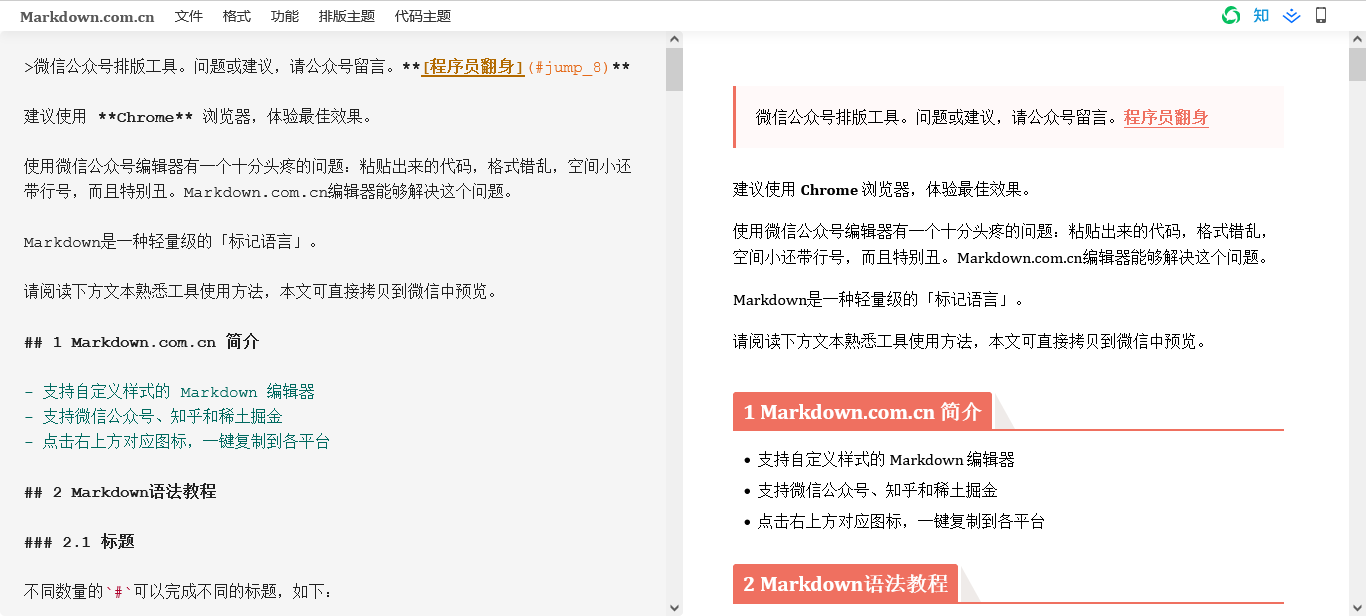 Markdown.com.cn 文件 格式 功能 排版主题 代码主题 知
>微信公众号排版工具。问题或建议，请公众号留言。**[程序员翻身](#jump_8)**
建议使用 **Chrome** 浏览器，体验最佳效果。
使用微信公众号编辑器有一个十分头疼的问题：粘贴出来的代码，格式错乱，空间小还
带行号，而且特别丑。Markdown.com.cn编辑器能够解决这个问题。
Markdown是一种轻量级的「标记语言」。
请阅读下方文本熟悉工具使用方法，本文可直接拷贝到微信中预览。
## 1 Markdown.com.cn 简介
- 支持自定义样式的 Markdown 编辑器
- 支持微信公众号、知乎和稀土掘金
- 点击右上方对应图标，一键复制到各平台
## 2 Markdown语法教程
### 2.1 标题
不同数量的`#`可以完成不同的标题，如下：
微信公众号排版工具。问题或建议，请公众号留言。程序员翻身
建议使用 Chrome 浏览器，体验最佳效果。
使用微信公众号编辑器有一个十分头疼的问题：粘贴出来的代码，格式错乱，
空间小还带行号，而且特别丑。Markdown.com.cn编辑器能够解决这个问题。
Markdown是一种轻量级的「标记语言」。
请阅读下方文本熟悉工具使用方法，本文可直接拷贝到微信中预览。
1 Markdown.com.cn 简介
• 支持自定义样式的 Markdown 编辑器
• 支持微信公众号、知乎和稀土掘金
• 点击右上方对应图标，一键复制到各平台
2 Markdown语法教程